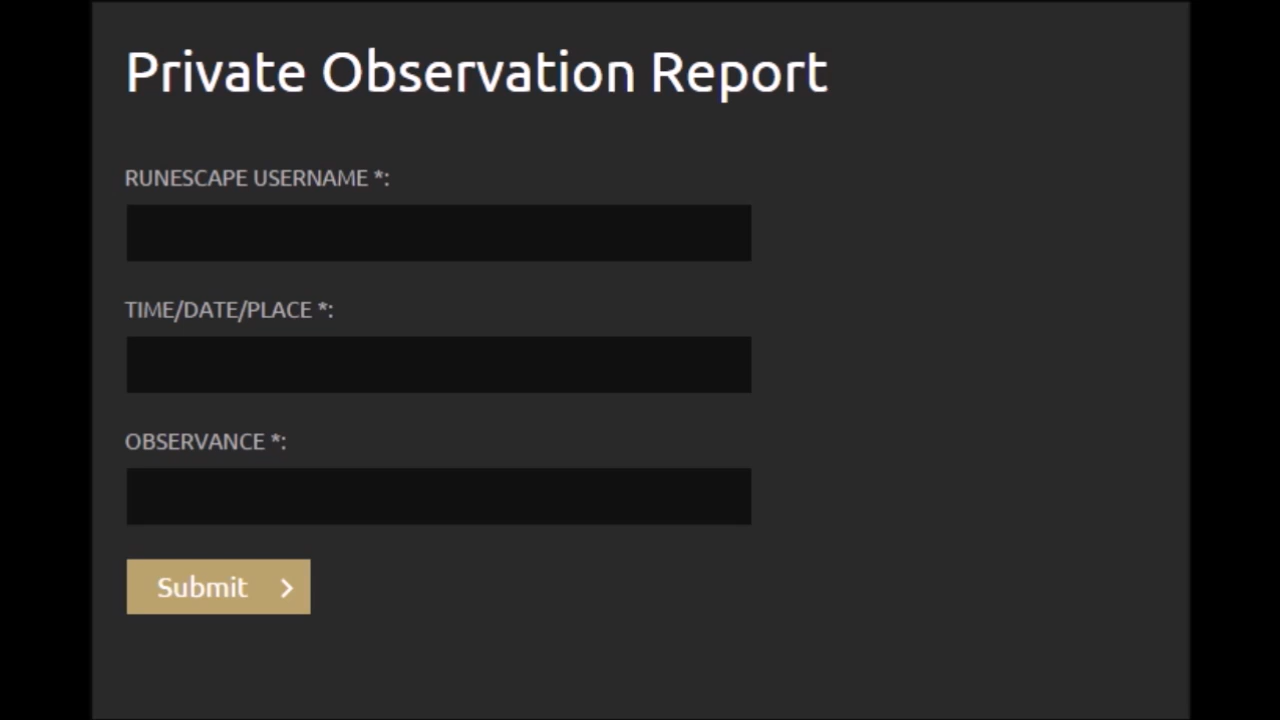 Private Observation Report
RUNESCAPE USERNAME *:
TIME/DATE/PLACE *:
OBSERVANCE *:
Submit